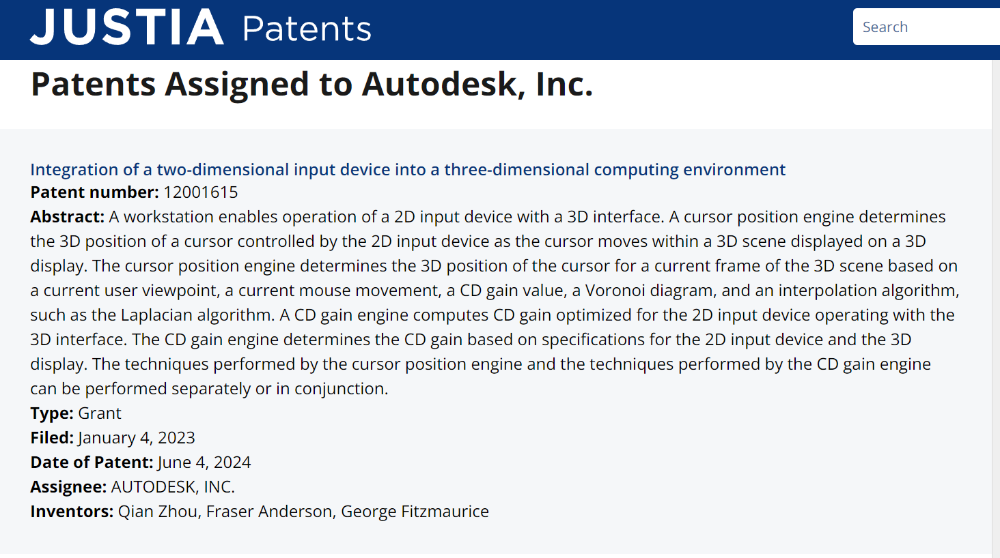 JUSTIA Patents
Search
Patents Assigned to Autodesk, Inc.
Integration of a two-dimensional input device into a three-dimensional computing environment
Patent number: 12001615
Abstract: A workstation enables operation of a 2D input device with a 3D interface. A cursor position engine determines
the 3D position of a cursor controlled by the 2D input device as the cursor moves within a 3D scene displayed on a 3D
display. The cursor position engine determines the 3D position of the cursor for a current frame of the 3D scene based on
a current user viewpoint, a current mouse movement, a CD gain value, a Voronoi diagram, and an interpolation algorithm,
such as the Laplacian algorithm. A CD gain engine computes CD gain optimized for the 2D input device operating with the
3D interface. The CD gain engine determines the CD gain based on specifications for the 2D input device and the 3D
display. The techniques performed by the cursor position engine and the techniques performed by the CD gain engine
can be performed separately or in conjunction.
Type: Grant
Filed: January 4, 2023
Date of Patent: June 4, 2024
Assignee: AUTODESK, INC.
Inventors: Qian Zhou, Fraser Anderson, George Fitzmaurice